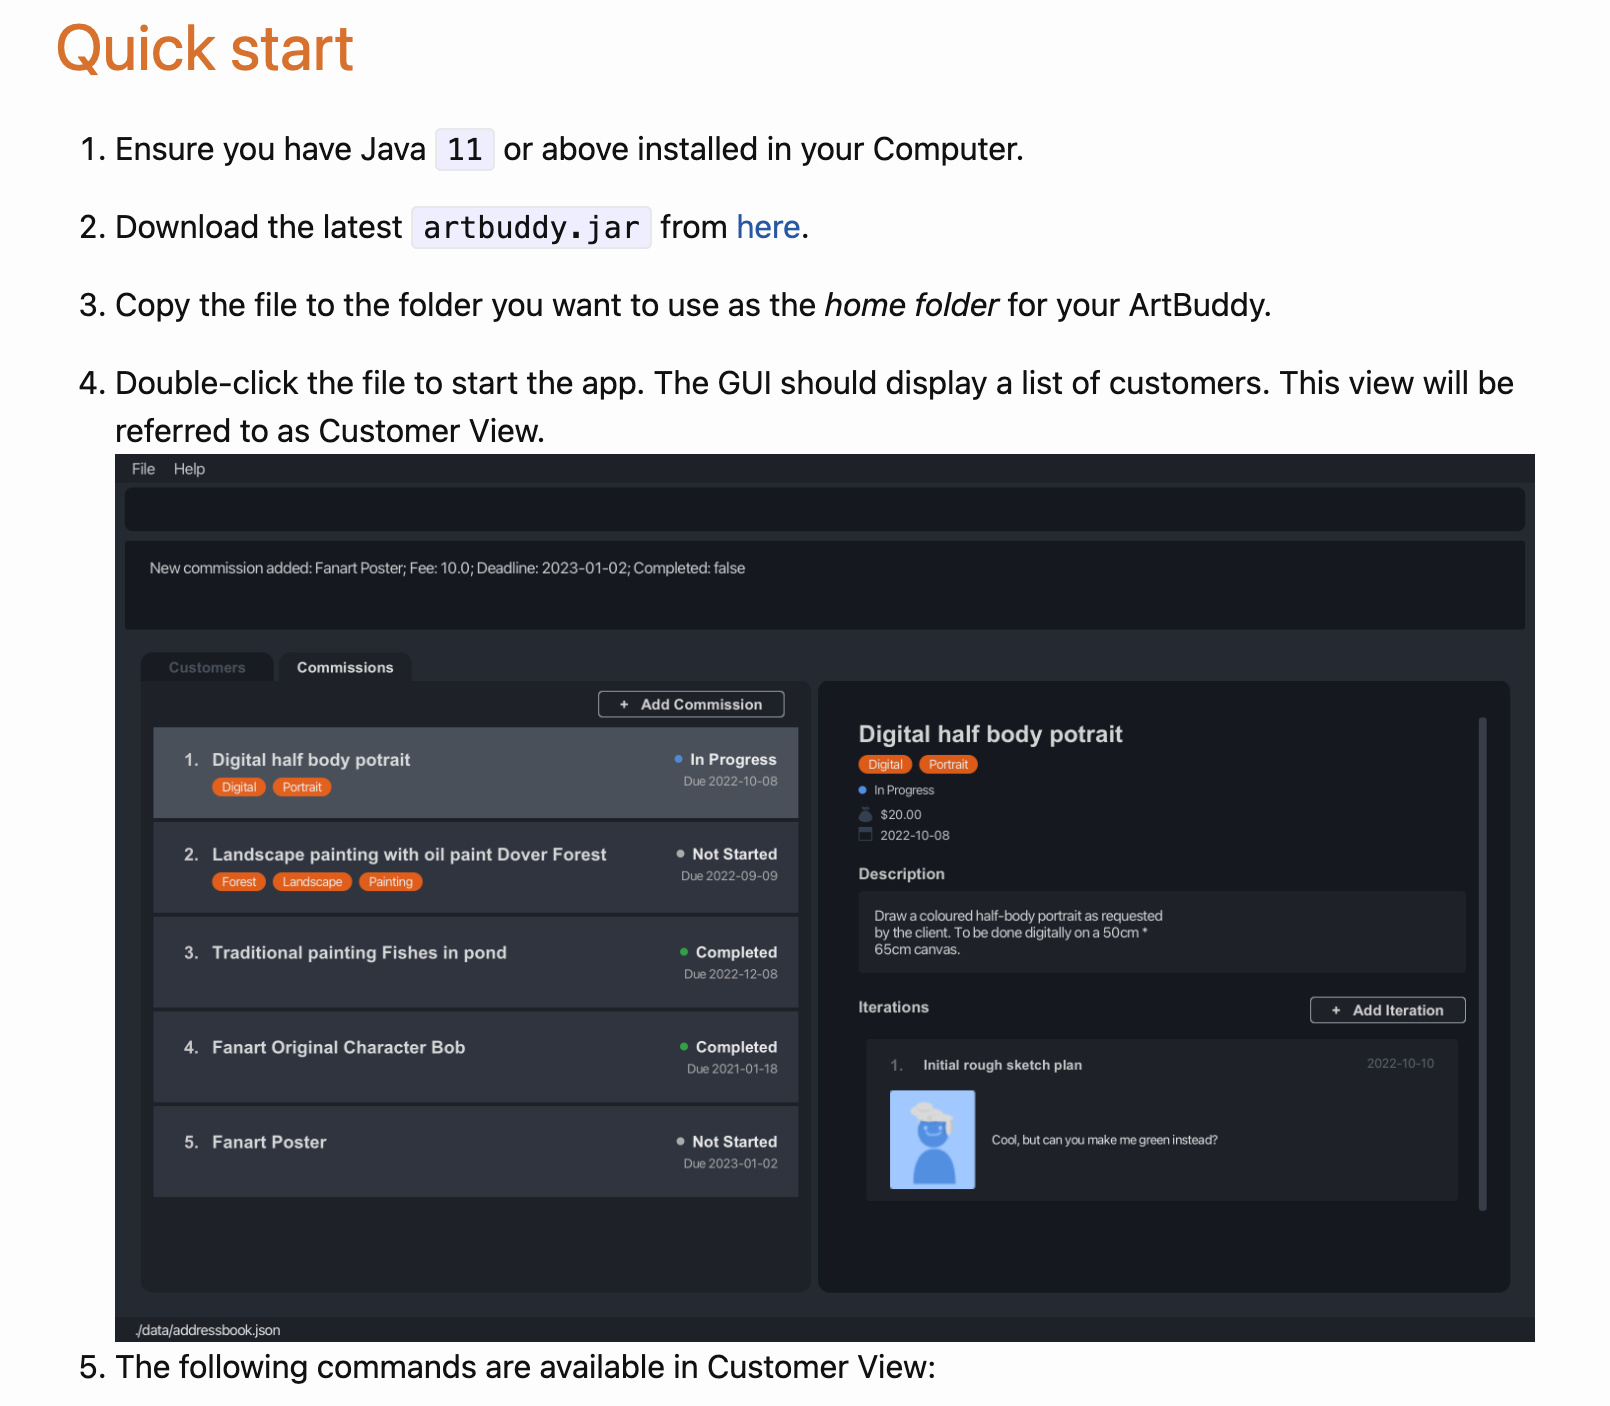 Quick start
1. Ensure you have Java 11 or above installed in your Computer.
2. Download the latest artbuddy.jar from here.
3. Copy the file to the folder you want to use as the home folder for your ArtBuddy.
4. Double-click the file to start the app. The GUI should display a list of customers. This view will be
referred to as Customer View.
File Help
New commission added: Fanart Poster; Fee: 10.0; Deadline: 2023-01-02; Completed: false
Customers Commissions
+ Add Commission
1. Digital half body potrait In Progress
Digital Portrait Due 2022-10-08
2. Landscape painting with oil paint Dover Forest Not Started
Forest Landscape Painting Due 2022-09-09
3. Traditional painting Fishes in pond Completed
Due 2022-12-08
4. Fanart Original Character Bob Completed
Due 2021-01-18
5. Fanart Poster Not Started
Due 2023-01-02
Digital half body potrait
Digital Portrait
In Progress
$20.00
2022-10-08
Description
Draw a coloured half-body portrait as requested
by the client. To be done digitally on a 50cm *
65cm canvas.
Iterations + Add Iteration
1. Initial rough sketch plan 2022-10-10
Cool, but can you make me green instead?
./data/addressbook.json
5. The following commands are available in Customer View: